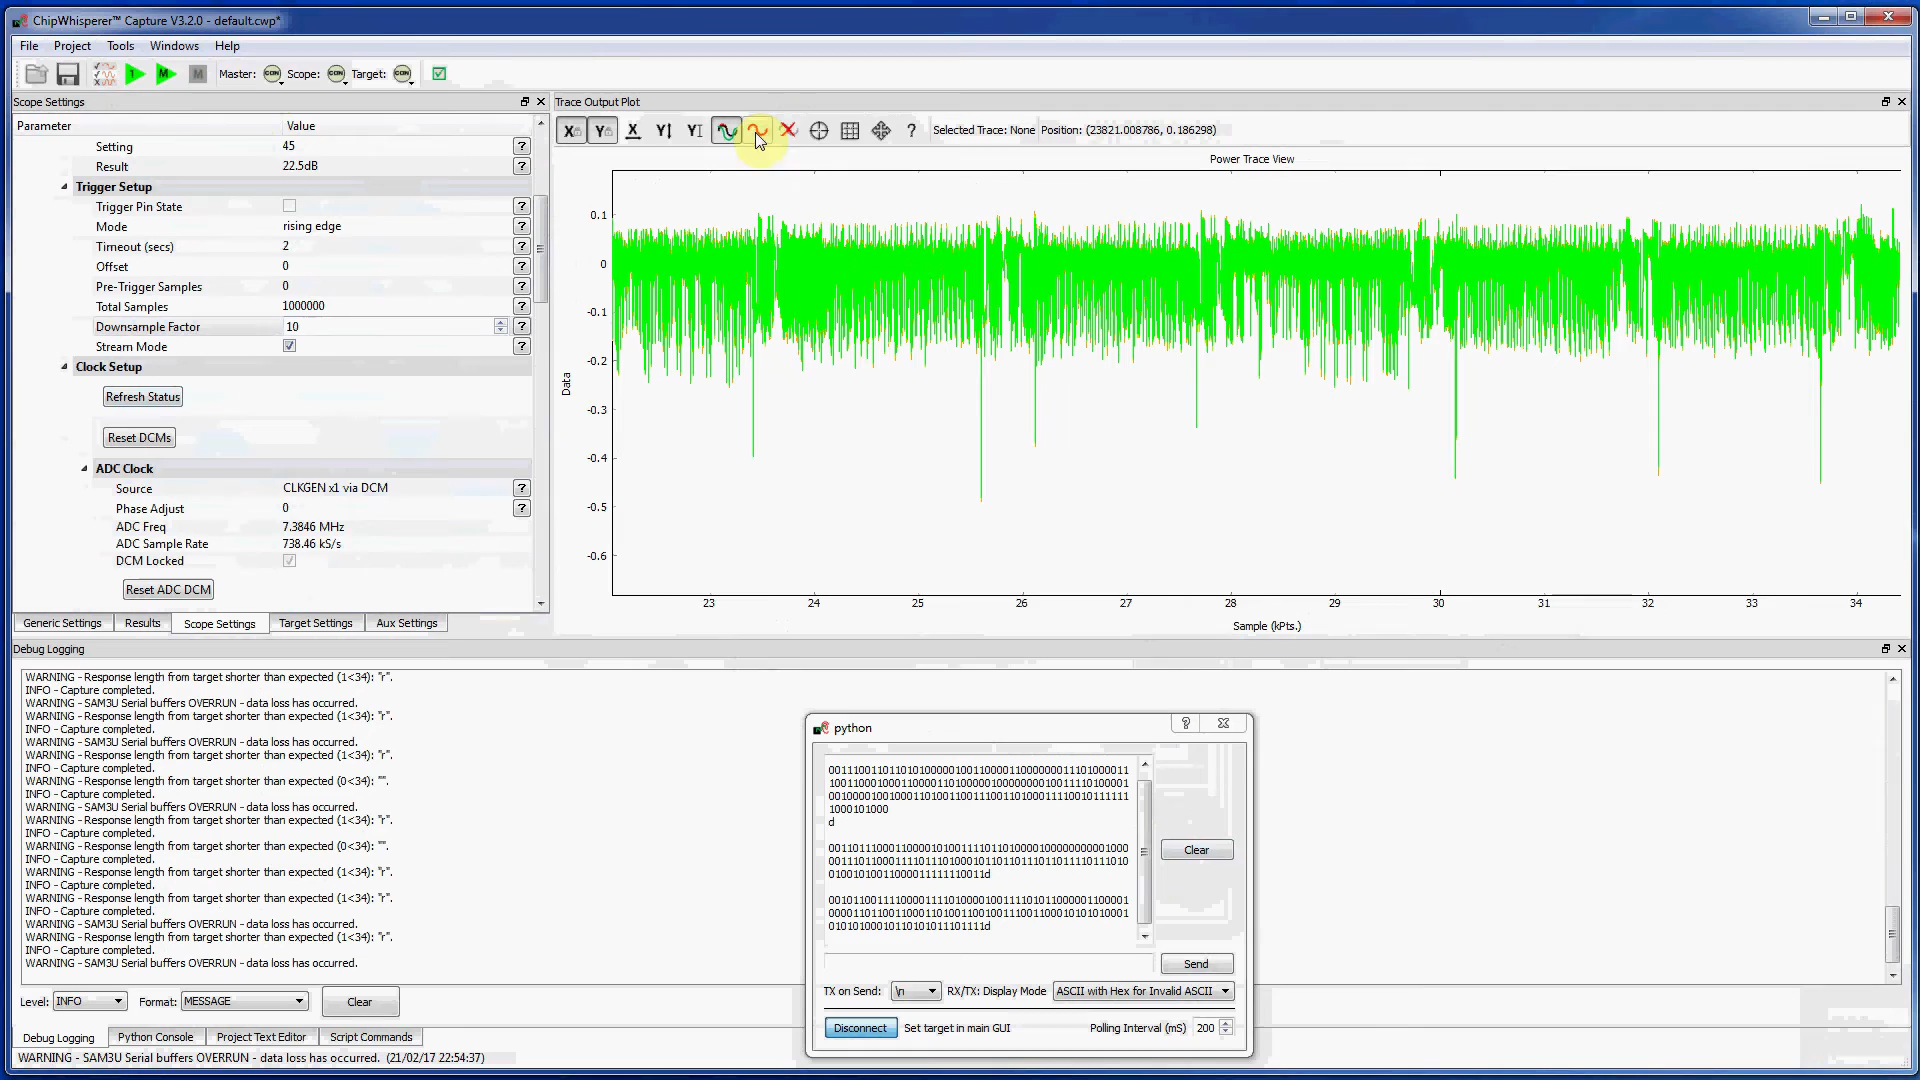 ChipWhisperer™ Capture V3.2.0 - default.cwp*
File Project Tools Windows Help
1 M M Master: CON Scope: CON Target: CON
Scope Settings
Parameter Value
Setting 45 ?
Result 22.5dB ?
Trigger Setup
Trigger Pin State ?
Mode rising edge ?
Timeout (secs) 2 ?
Offset 0 ?
Pre-Trigger Samples 0 ?
Total Samples 1000000 ?
Downsample Factor 10 ?
Stream Mode ?
Clock Setup
Refresh Status
Reset DCMs
ADC Clock
Source CLKGEN x1 via DCM ?
Phase Adjust 0 ?
ADC Freq 7.3846 MHz
ADC Sample Rate 738.46 kS/s
DCM Locked
Reset ADC DCM
Generic Settings Results Scope Settings Target Settings Aux Settings
Trace Output Plot
X Y X Y Y ? Selected Trace: None Position: (23821.008786, 0.186298)
Power Trace View
0.1
0
-0.1
-0.2
-0.3
-0.4
-0.5
-0.6
Data
23 24 25 26 27 28 29 30 31 32 33 34
Sample (kPts.)
Debug Logging
WARNING - Response length from target shorter than expected (1<34): "r".
INFO - Capture completed.
WARNING - SAM3U Serial buffers OVERRUN - data loss has occurred.
WARNING - Response length from target shorter than expected (1<34): "r".
INFO - Capture completed.
WARNING - SAM3U Serial buffers OVERRUN - data loss has occurred.
WARNING - Response length from target shorter than expected (1<34): "r".
INFO - Capture completed.
WARNING - Response length from target shorter than expected (0<34): "".
INFO - Capture completed.
WARNING - SAM3U Serial buffers OVERRUN - data loss has occurred.
WARNING - Response length from target shorter than expected (1<34): "r".
INFO - Capture completed.
WARNING - Response length from target shorter than expected (0<34): "".
INFO - Capture completed.
WARNING - Response length from target shorter than expected (1<34): "r".
INFO - Capture completed.
WARNING - Response length from target shorter than expected (1<34): "r".
INFO - Capture completed.
WARNING - SAM3U Serial buffers OVERRUN - data loss has occurred.
WARNING - Response length from target shorter than expected (1<34): "r".
INFO - Capture completed.
WARNING - SAM3U Serial buffers OVERRUN - data loss has occurred.
Level: INFO Format: MESSAGE Clear
Debug Logging Python Console Project Text Editor Script Commands
WARNING - SAM3U Serial buffers OVERRUN - data loss has occurred. (21/02/17 22:54:37)
python
1000101000
d
Clear
Send
TX on Send: \n RX/TX: Display Mode ASCII with Hex for Invalid ASCII
Disconnect Set target in main GUI Polling Interval (mS) 200